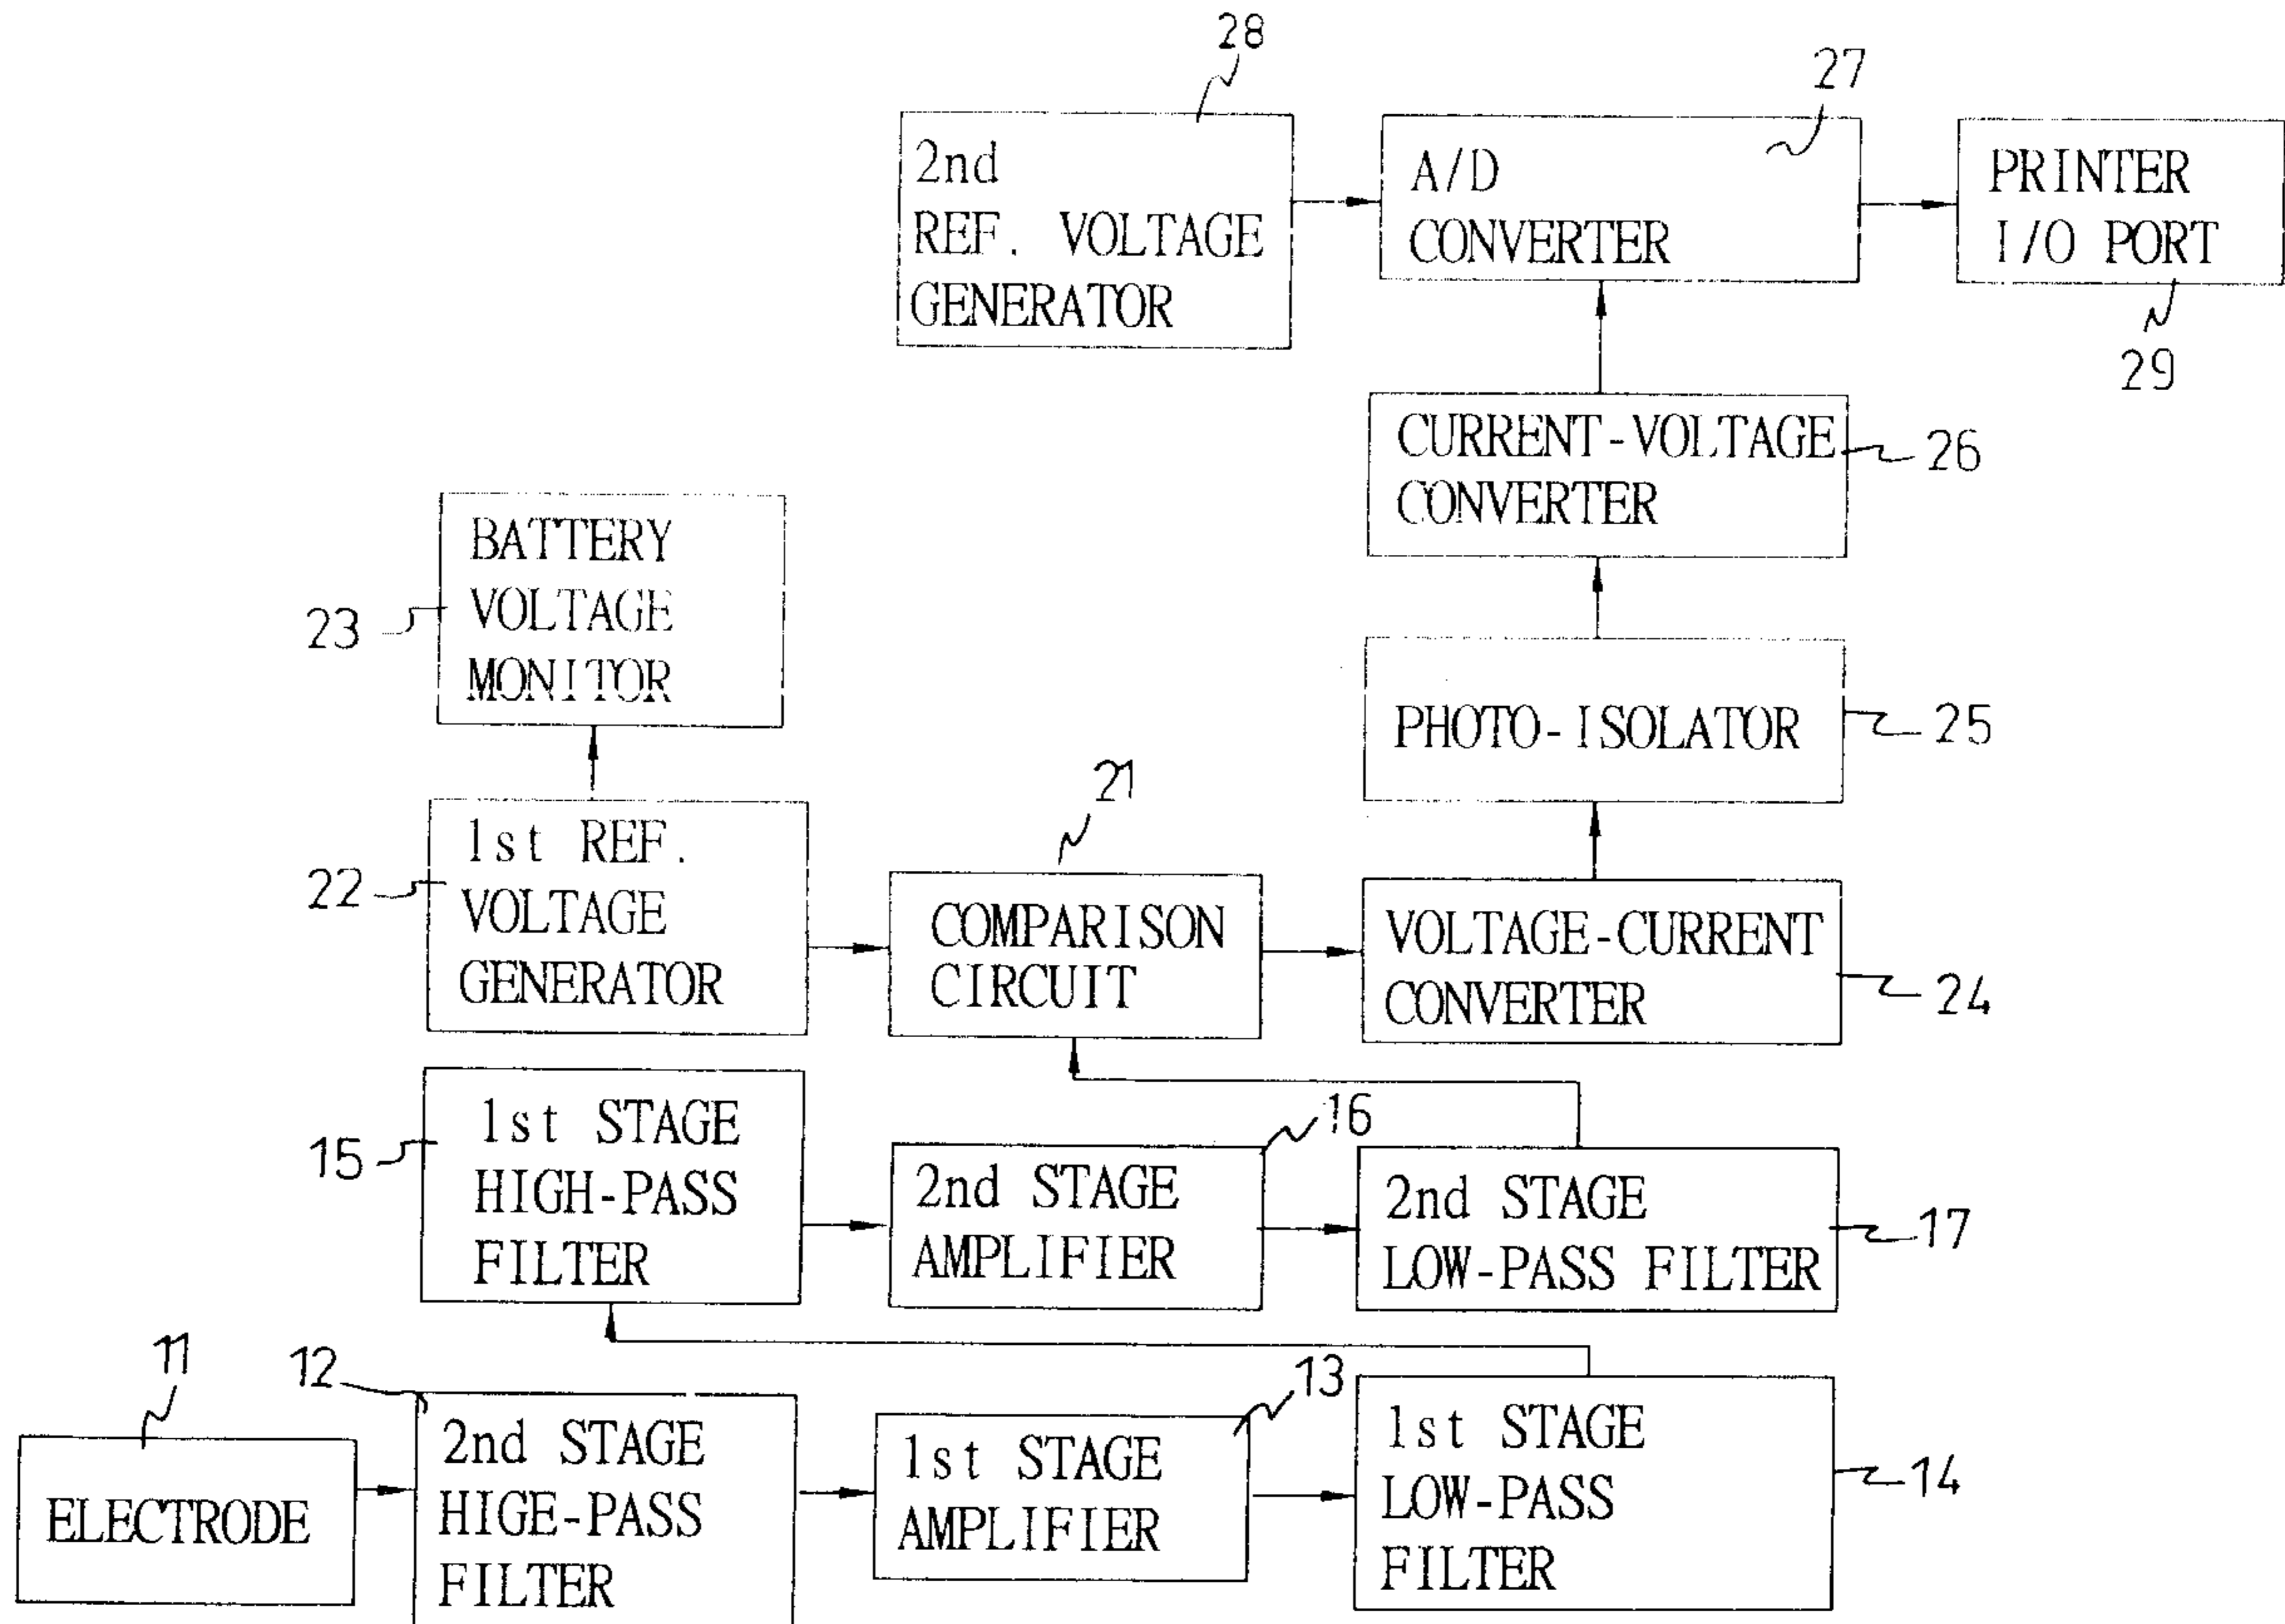 28
27
2nd
REF. VOLTAGE
GENERATOR
A/D
CONVERTER
PRINTER
I/O PORT
29
CURRENT-VOLTAGE
CONVERTER
26
BATTERY
VOLTAGE
MONITOR
23
PHOTO-ISOLATOR
25
21
1st REF.
VOLTAGE
GENERATOR
22
COMPARISON
CIRCUIT
VOLTAGE-CURRENT
CONVERTER
24
1st STAGE
HIGH-PASS
FILTER
15
16
2nd STAGE
AMPLIFIER
2nd STAGE
LOW-PASS FILTER
17
11
12
13
ELECTRODE
2nd STAGE
HIGE-PASS
FILTER
1st STAGE
AMPLIFIER
1st STAGE
LOW-PASS
FILTER
14